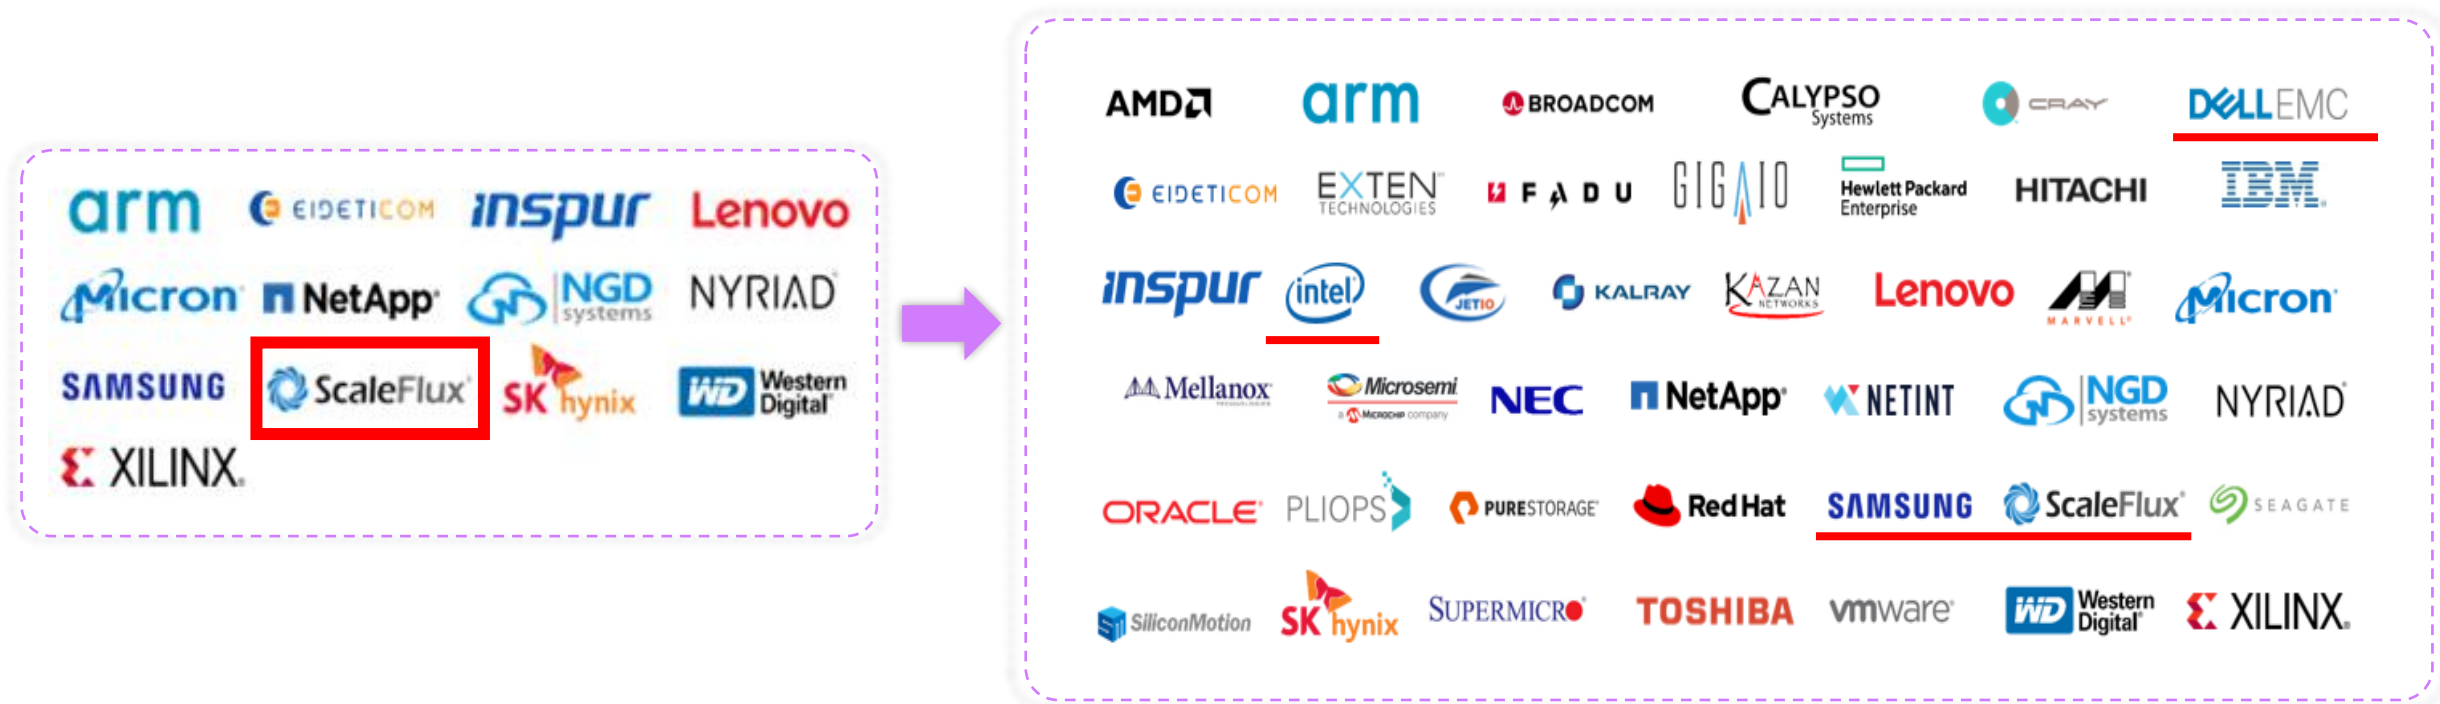 arm EIDETICOM inspur Lenovo
Micron NetApp NGD systems NYRIAD
SAMSUNG ScaleFlux SK hynix WD Western Digital
XILINX
AMD arm BROADCOM CALYPSO Systems CRAY DELLEMC
EIDETICOM EXTEN TECHNOLOGIES FADU GIGAIO Hewlett Packard Enterprise HITACHI IBM
inspur intel JETIO KALRAY KAZAN NETWORKS Lenovo MARVELL Micron
Mellanox TECHNOLOGIES Microsemi a MICROCHIP company NEC NetApp NETINT NGD systems NYRIAD
ORACLE PLIOPS PURESTORAGE Red Hat SAMSUNG ScaleFlux SEAGATE
SiliconMotion SK hynix SUPERMICRO TOSHIBA vmware WD Western Digital XILINX